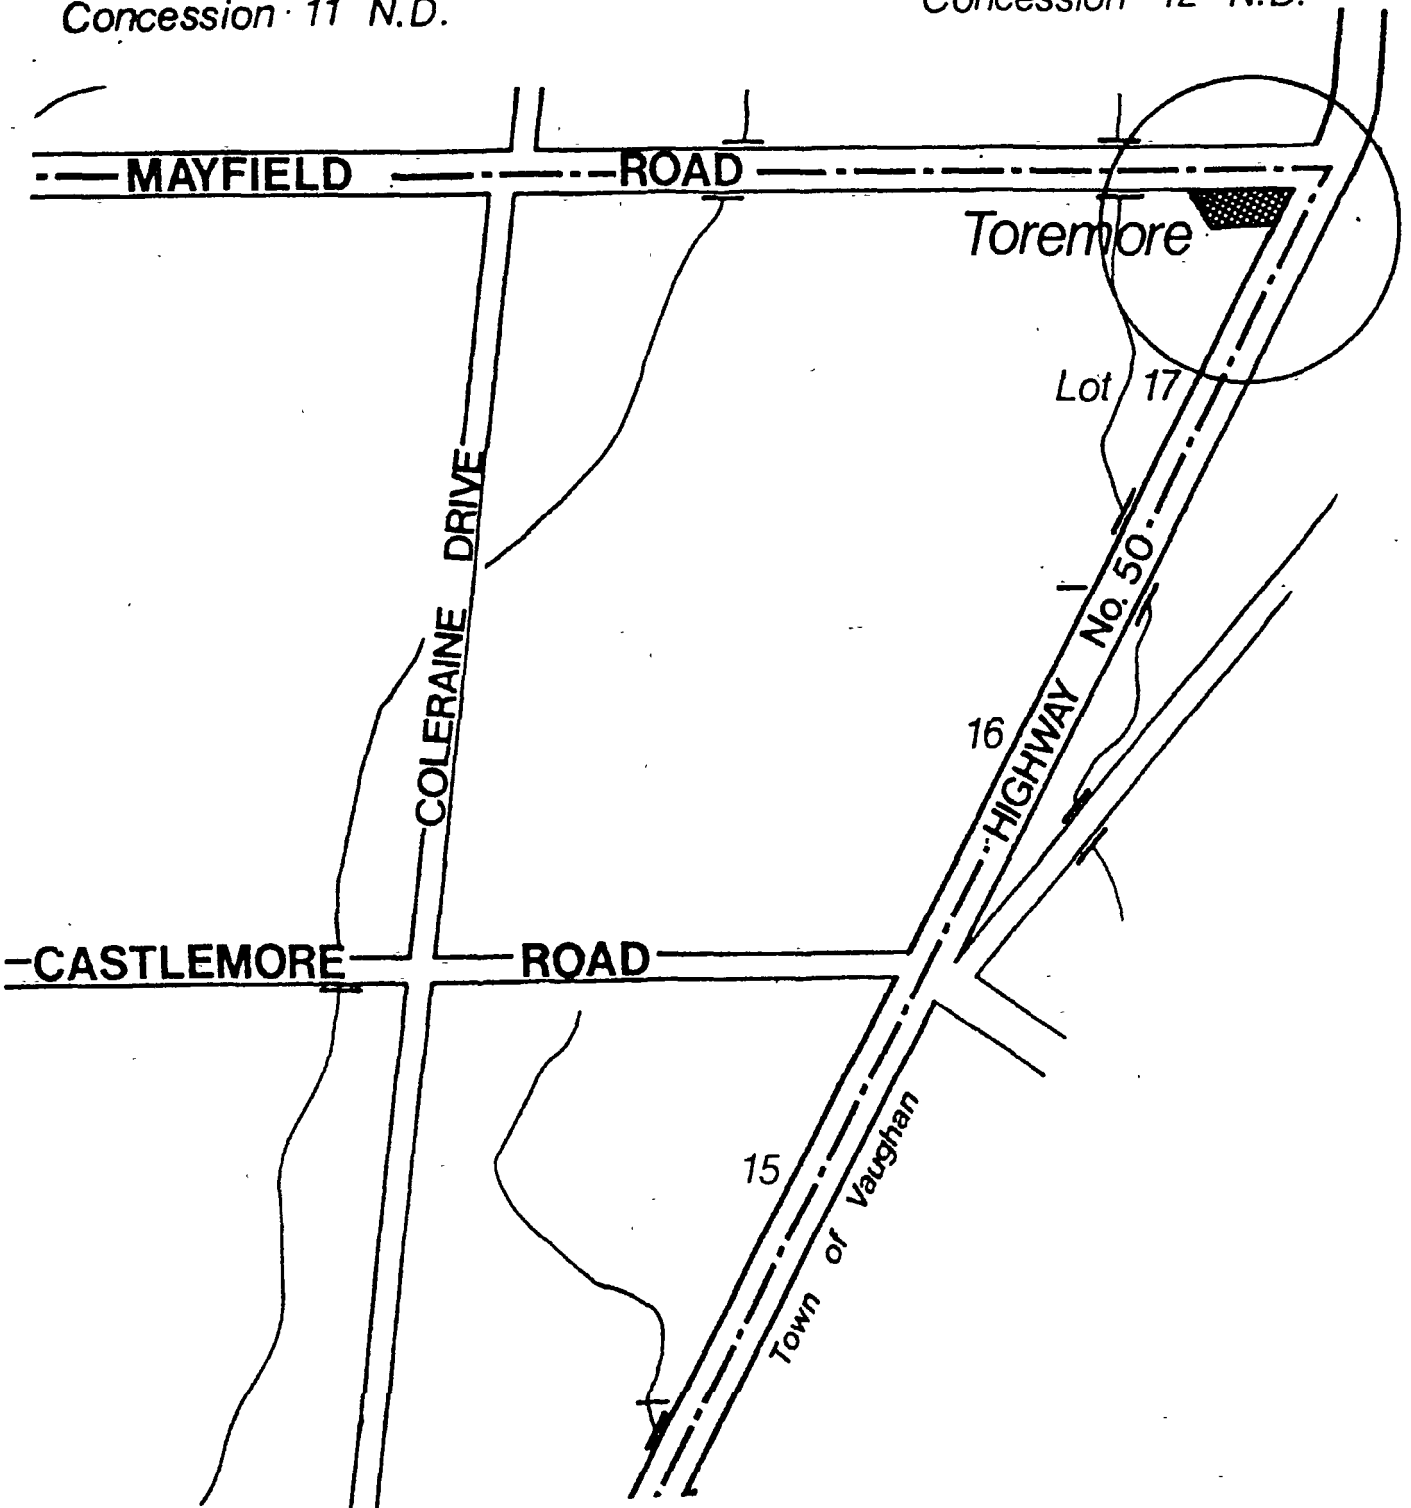 Concession 11 N.D.
Concession 12 N.D.
MAYFIELD ROAD
Toremore
Lot 17
COLERAINE DRIVE
HIGHWAY No. 50
16
CASTLEMORE ROAD
15
Town of Vaughan